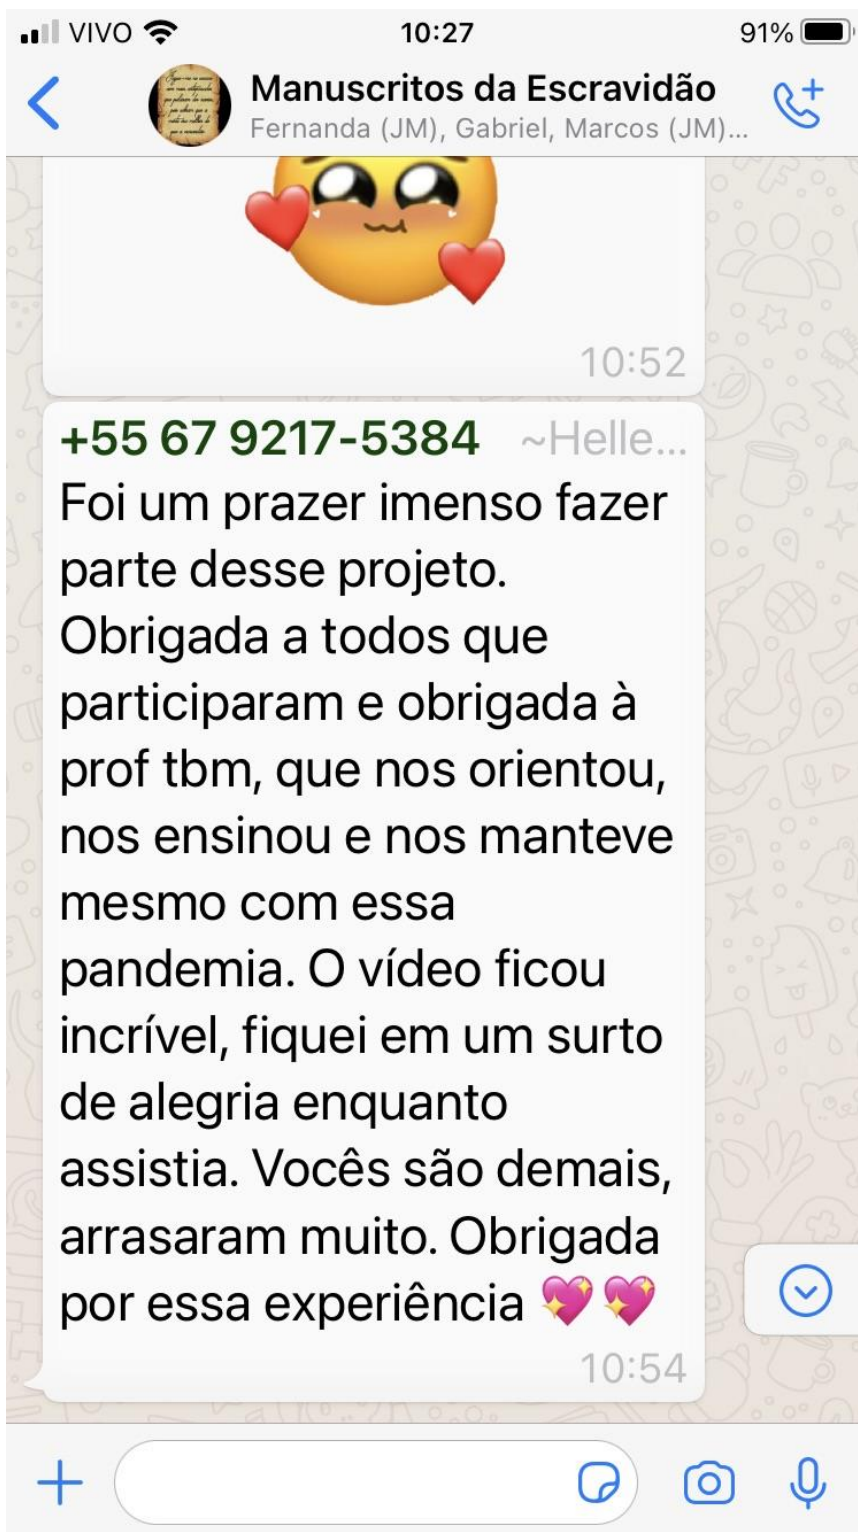 VIVO 10:27 91%
Manuscritos da Escravidão
Fernanda (JM), Gabriel, Marcos (JM)...
10:52
+55 67 9217-5384 ~Helle...
Foi um prazer imenso fazer
parte desse projeto.
Obrigada a todos que
participaram e obrigada à
prof tbm, que nos orientou,
nos ensinou e nos manteve
mesmo com essa
pandemia. O vídeo ficou
incrível, fiquei em um surto
de alegria enquanto
assistia. Vocês são demais,
arrasaram muito. Obrigada
por essa experiência 💖💖
10:54